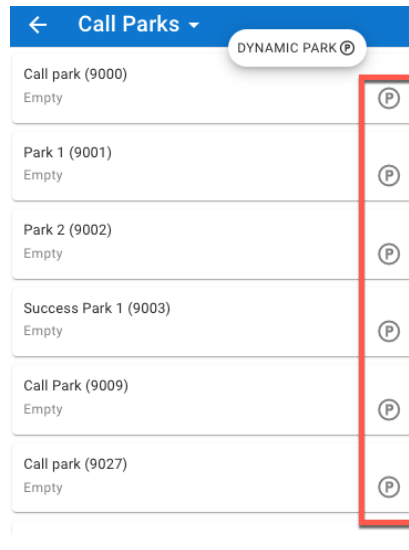 Call Parks
DYNAMIC PARK Ⓟ
Call park (9000)
Empty
Ⓟ
Park 1 (9001)
Empty
Ⓟ
Park 2 (9002)
Empty
Ⓟ
Success Park 1 (9003)
Empty
Ⓟ
Call Park (9009)
Empty
Ⓟ
Call park (9027)
Empty
Ⓟ